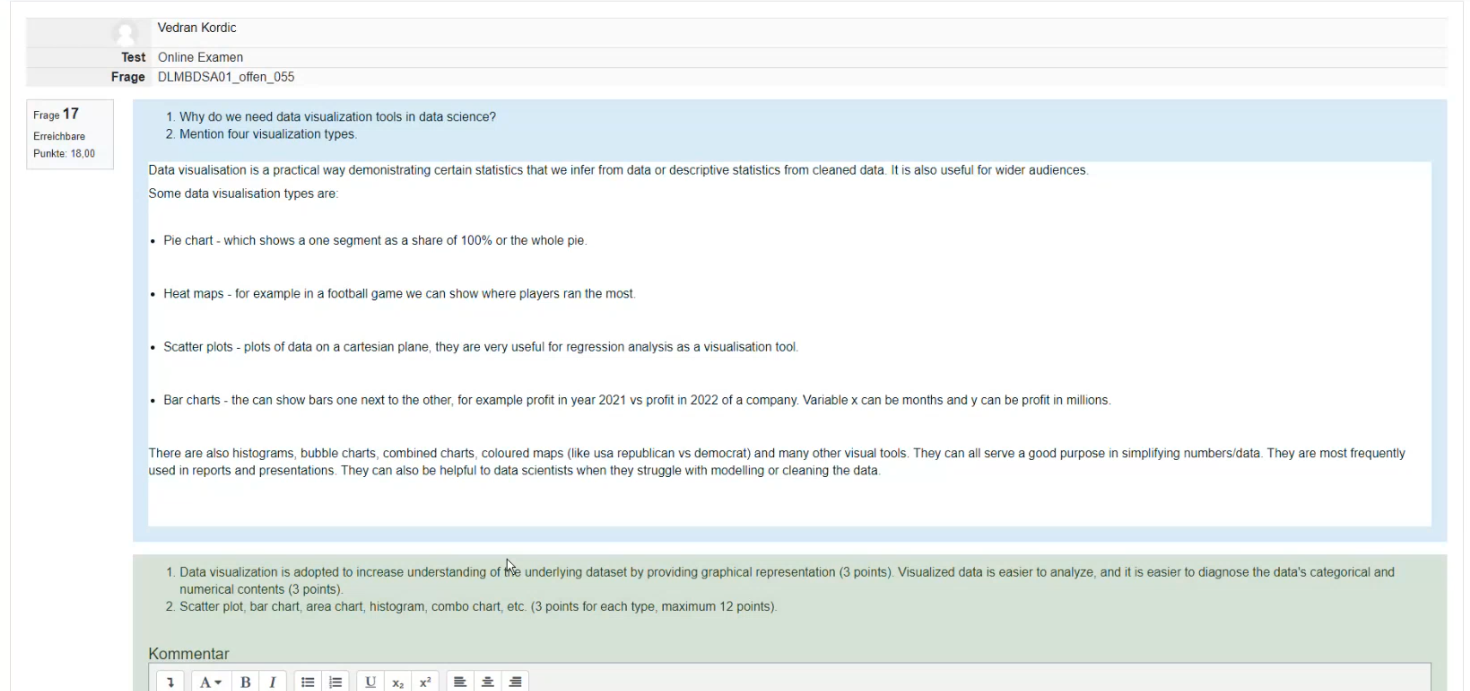 Vedran Kordic
Test Online Examen
Frage DLMBDSA01_offen_055
Frage 17
Erreichbare
Punkte: 18,00
1. Why do we need data visualization tools in data science?
2. Mention four visualization types.
Data visualisation is a practical way demonstrating certain statistics that we infer from data or descriptive statistics from cleaned data. It is also useful for wider audiences.
Some data visualisation types are:
• Pie chart - which shows a one segment as a share of 100% or the whole pie.
• Heat maps - for example in a football game we can show where players ran the most.
• Scatter plots - plots of data on a cartesian plane, they are very useful for regression analysis as a visualisation tool.
• Bar charts - the can show bars one next to the other, for example profit in year 2021 vs profit in 2022 of a company. Variable x can be months and y can be profit in millions.
There are also histograms, bubble charts, combined charts, coloured maps (like usa republican vs democrat) and many other visual tools. They can all serve a good purpose in simplifying numbers/data. They are most frequently
used in reports and presentations. They can also be helpful to data scientists when they struggle with modelling or cleaning the data.
1. Data visualization is adopted to increase understanding of the underlying dataset by providing graphical representation (3 points). Visualized data is easier to analyze, and it is easier to diagnose the data's categorical and
numerical contents (3 points).
2. Scatter plot, bar chart, area chart, histogram, combo chart, etc. (3 points for each type, maximum 12 points).
Kommentar
A B I U x₂ x²